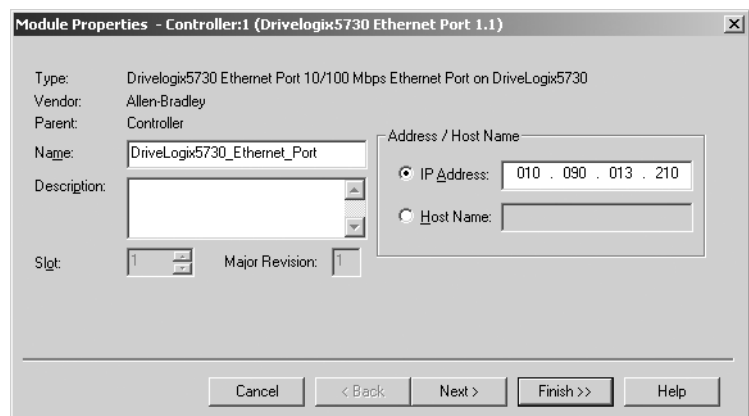 Module Properties - Controller:1 (Drivelogix5730 Ethernet Port 1.1)
Type: Drivelogix5730 Ethernet Port 10/100 Mbps Ethernet Port on DriveLogix5730
Vendor: Allen-Bradley
Parent: Controller
Name: DriveLogix5730_Ethernet_Port
Description:
Slot: 1 Major Revision: 1
Address / Host Name
IP Address: 010 . 090 . 013 . 210
Host Name:
Cancel < Back Next > Finish >> Help